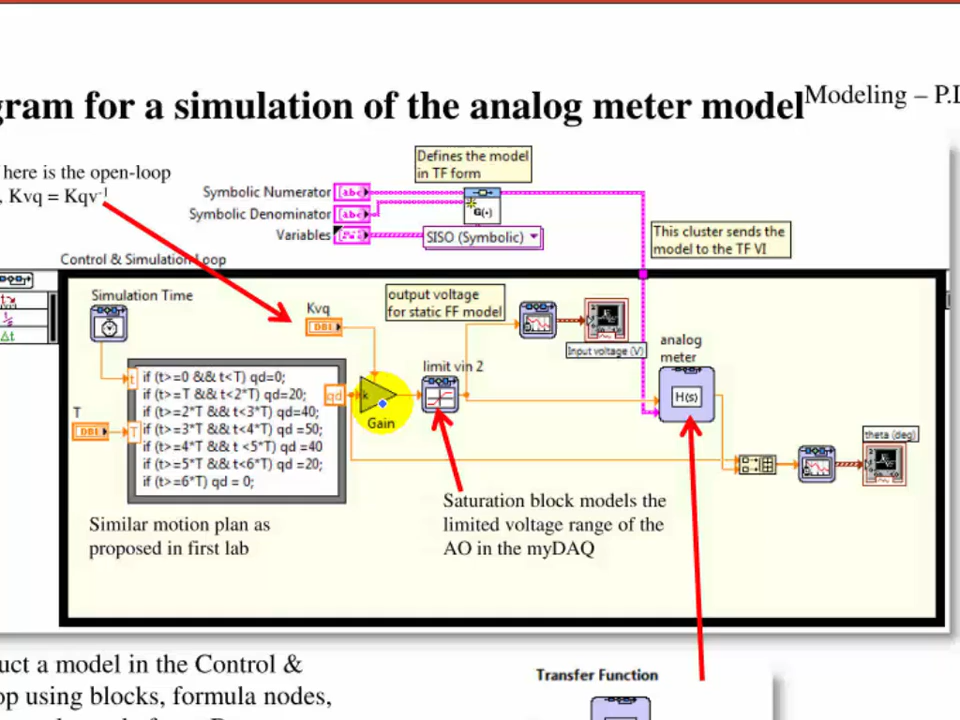 gram for a simulation of the analog meter model
Modeling – P.D
here is the open-loop
, Kvq = Kqv-1
Defines the model
in TF form
Symbolic Numerator
abc
Symbolic Denominator
abc
G(·)
Variables
SISO (Symbolic)
This cluster sends the
model to the TF VI
Control & Simulation Loop
Simulation Time
Kvq
DBL
output voltage
for static FF model
Input voltage (V)
analog
meter
H(s)
limit vin 2
Δt
T
DBL
t
T
if (t>=0 && t<T) qd=0;
if (t>=T && t<2*T) qd=20;
if (t>=2*T && t<3*T) qd=40;
if (t>=3*T && t<4*T) qd =50;
if (t>=4*T && t <5*T) qd =40
if (t>=5*T && t<6*T) qd =20;
if (t>=6*T) qd = 0;
qd
k
Gain
theta (deg)
Similar motion plan as
proposed in first lab
Saturation block models the
limited voltage range of the
AO in the myDAQ
uct a model in the Control &
op using blocks, formula nodes,
Transfer Function